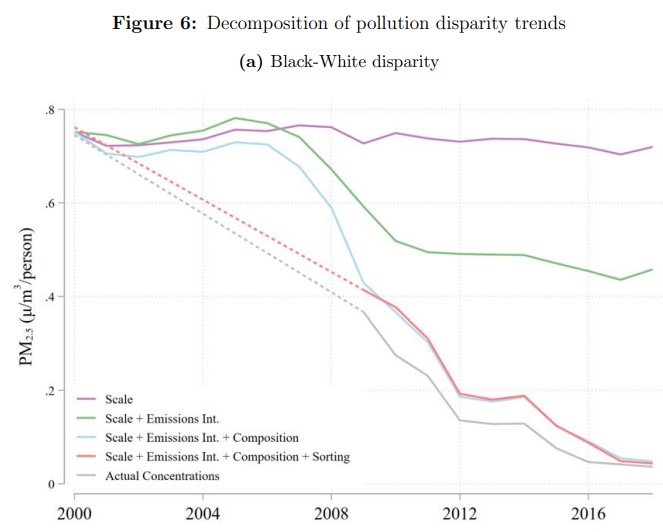 Figure 6: Decomposition of pollution disparity trends
(a) Black-White disparity
.8
.6
.4
.2
0
PM2.5 (μ/m³/person)
Scale
Scale + Emissions Int.
Scale + Emissions Int. + Composition
Scale + Emissions Int. + Composition + Sorting
Actual Concentrations
2000 2004 2008 2012 2016